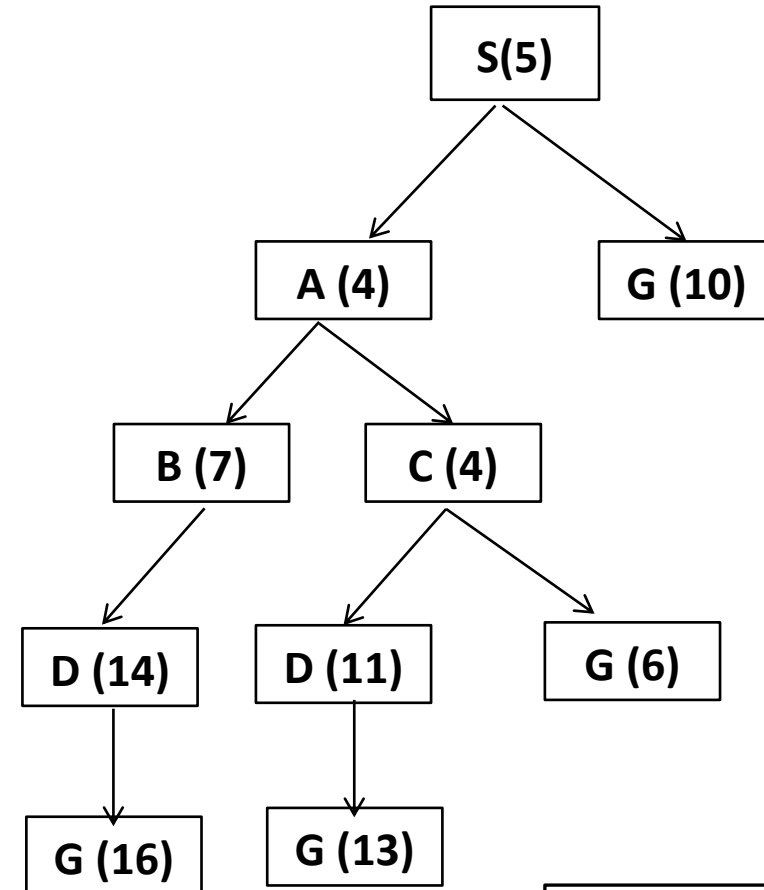 S(5)
A (4)
G (10)
B (7)
C (4)
D (14)
D (11)
G (6)
G (16)
G (13)